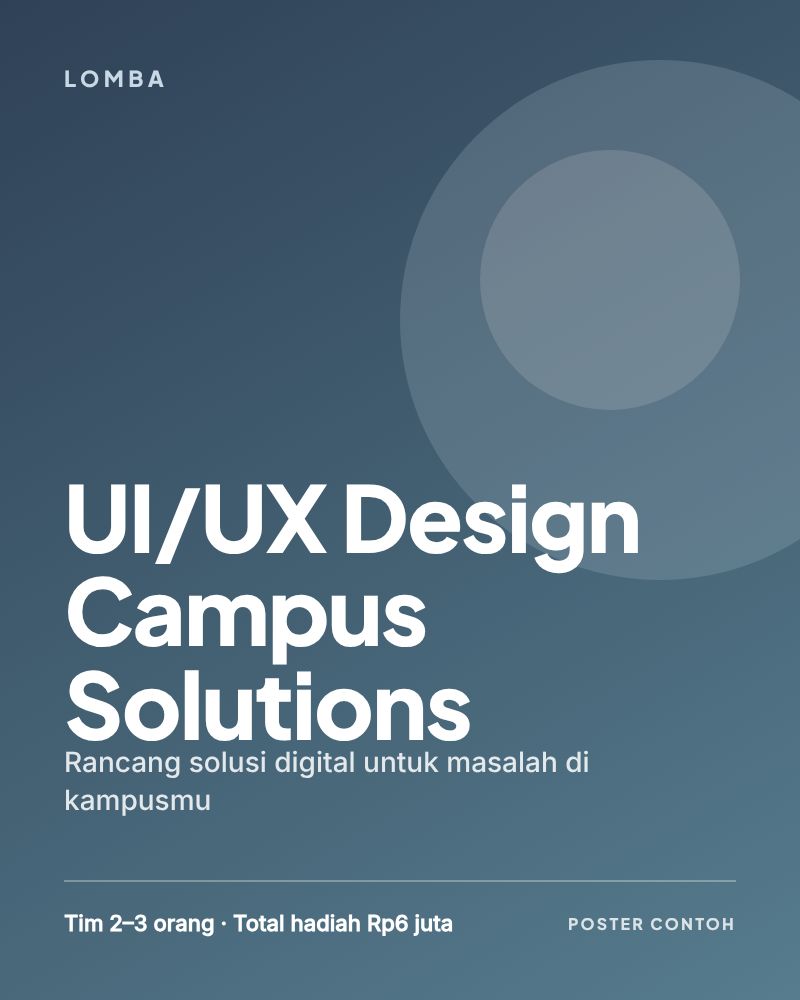 LOMBA
UI/UX Design
Campus
Solutions
Rancang solusi digital untuk masalah di
kampusmu
Tim 2–3 orang · Total hadiah Rp6 juta
POSTER CONTOH